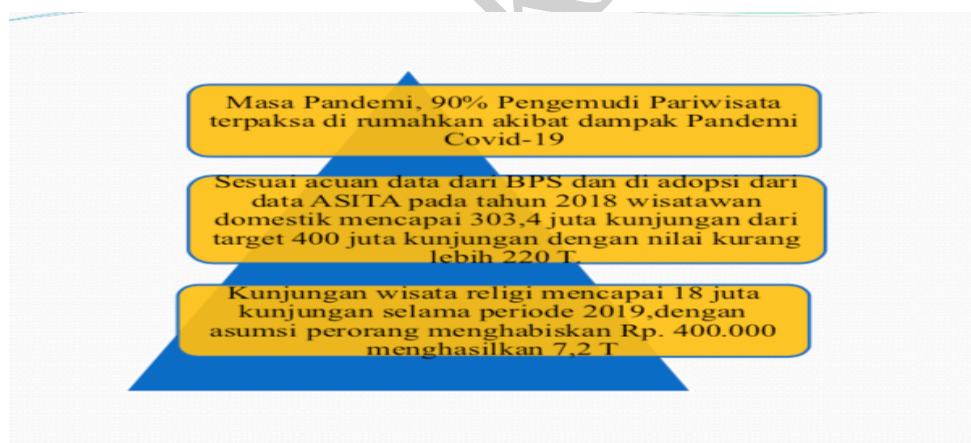 Masa Pandemi, 90% Pengemudi Pariwisata
terpaksa di rumahkan akibat dampak Pandemi
Covid-19
Sesuai acuan data dari BPS dan di adopsi dari
data ASITA pada tahun 2018 wisatawan
domestik mencapai 303,4 juta kunjungan dari
target 400 juta kunjungan dengan nilai kurang
lebih 220 T.
Kunjungan wisata religi mencapai 18 juta
kunjungan selama periode 2019,dengan
asumsi perorang menghabiskan Rp. 400.000
menghasilkan 7,2 T